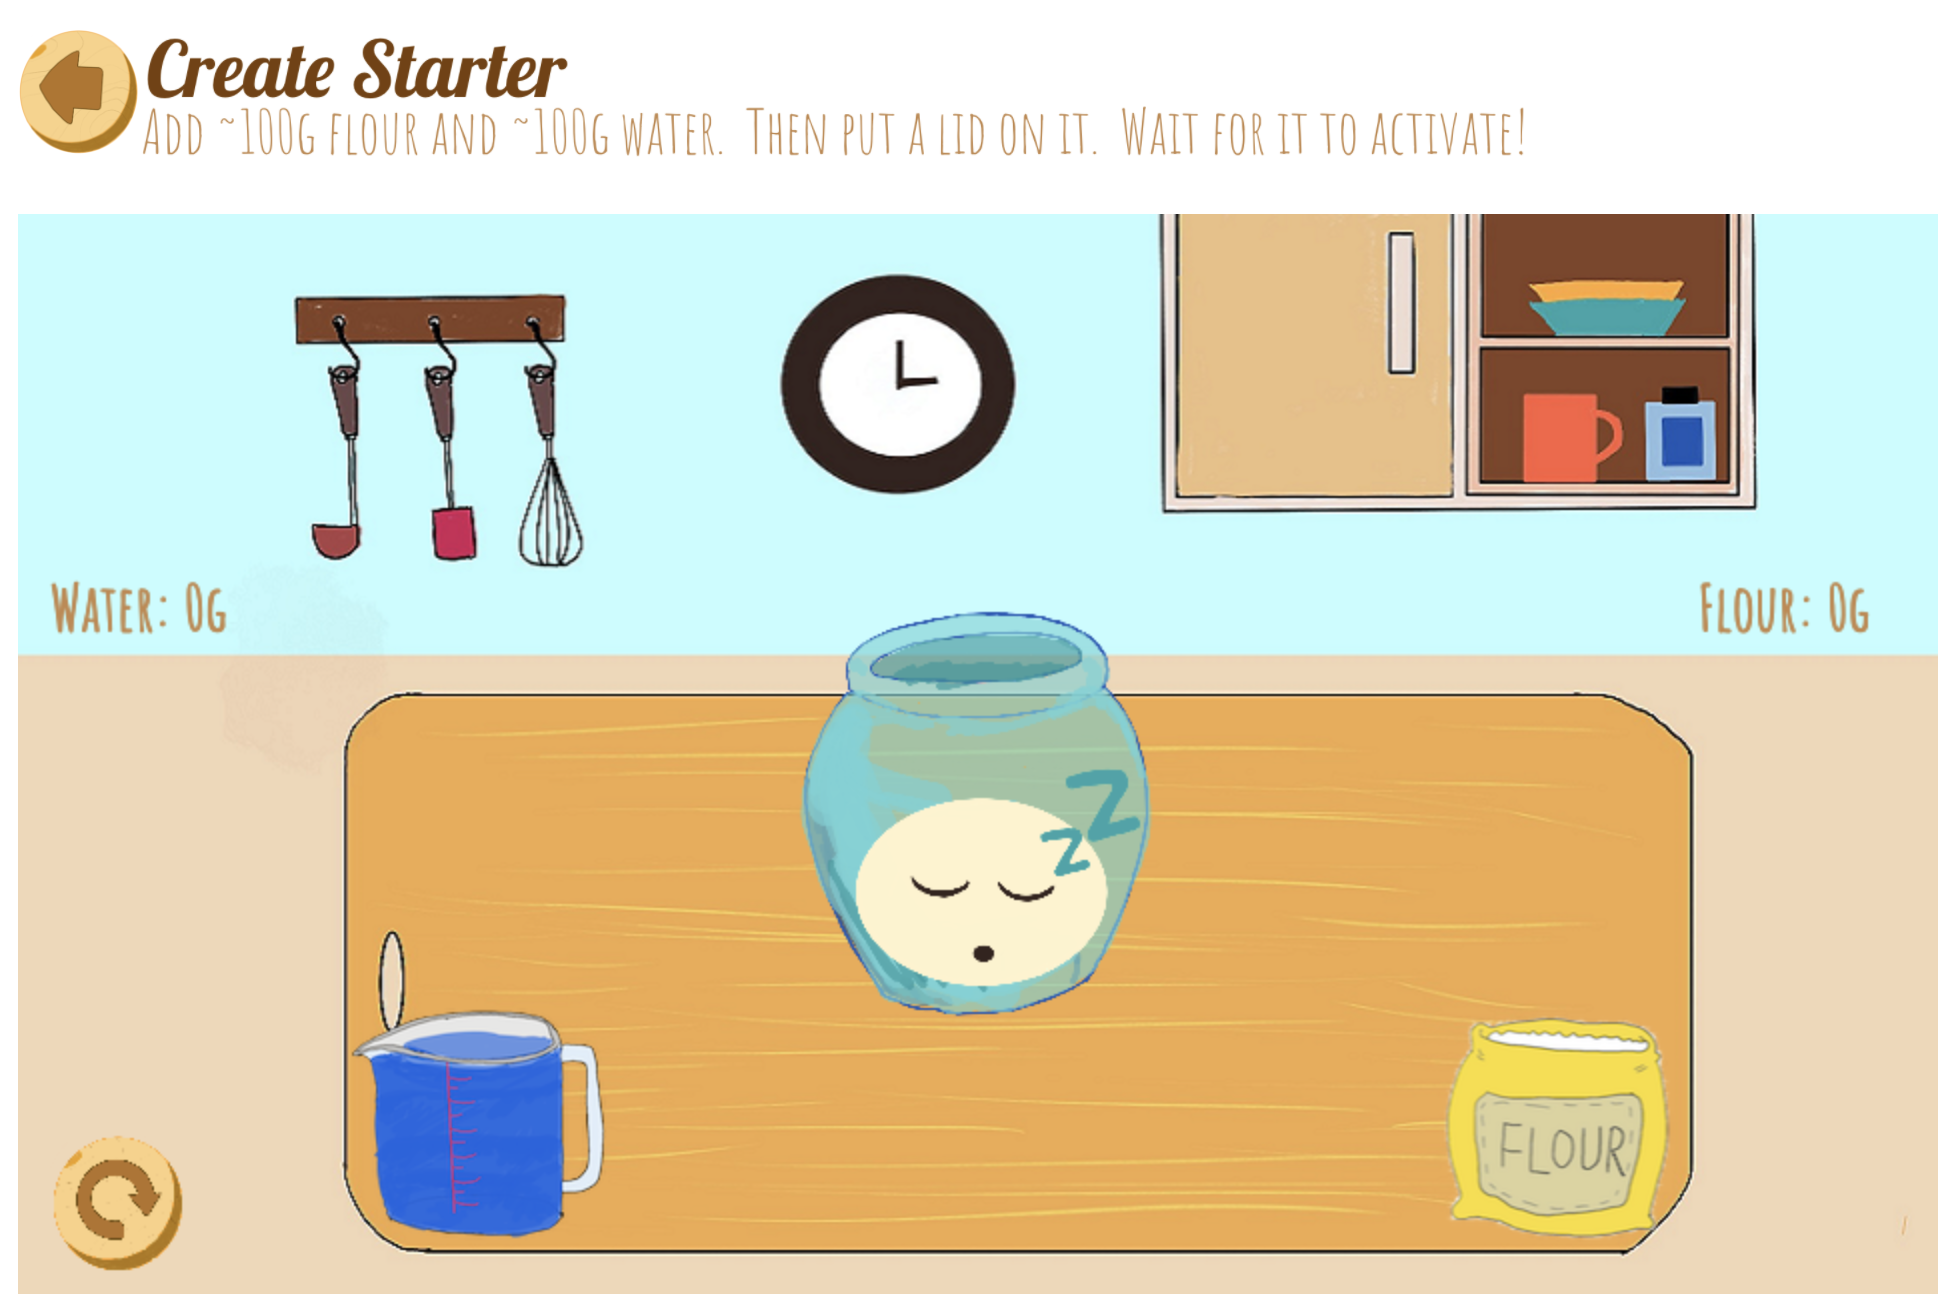 Create Starter
Add ~100g flour and ~100g water. Then put a lid on it. Wait for it to activate!
Water: 0g
Flour: 0g
Z
Z
FLOUR